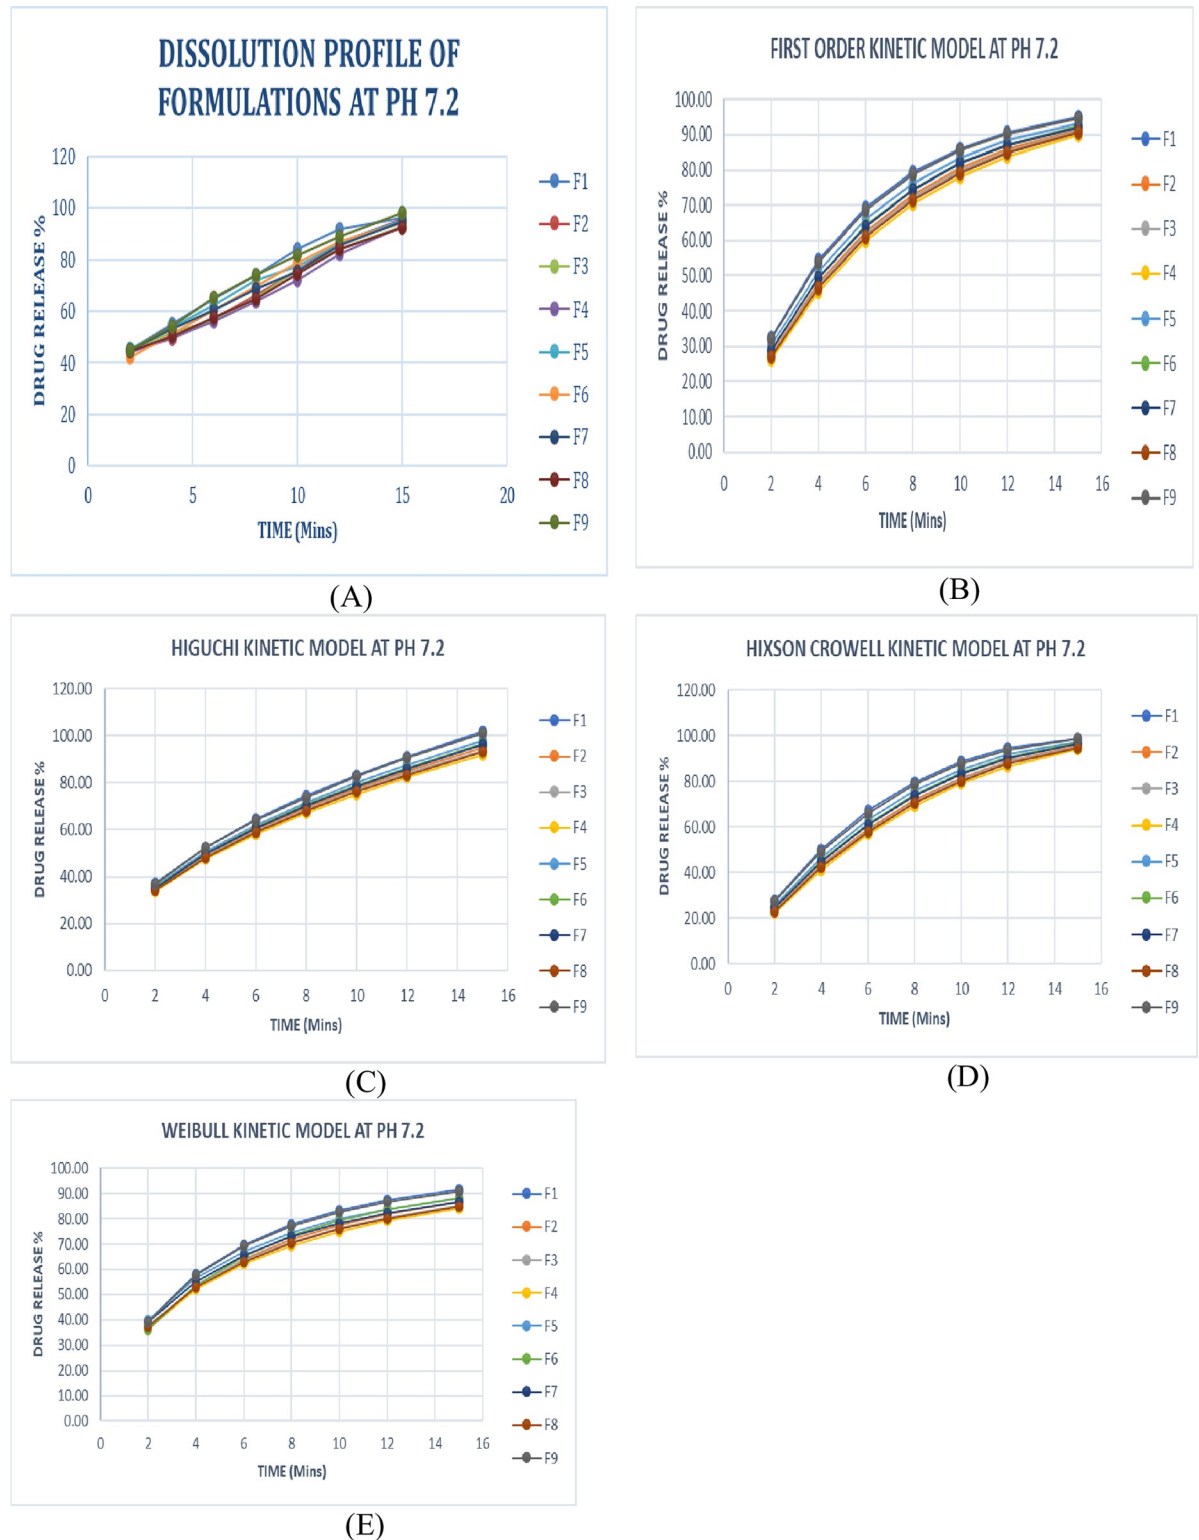 DISSOLUTION PROFILE OF
FORMULATIONS AT PH 7.2
120
100
80
60
40
20
0
0 5 10 15 20
DRUG RELEASE %
TIME (Mins)
F1
F2
F3
F4
F5
F6
F7
F8
F9
(A)
FIRST ORDER KINETIC MODEL AT PH 7.2
100.00
90.00
80.00
70.00
60.00
50.00
40.00
30.00
20.00
10.00
0.00
0 2 4 6 8 10 12 14 16
DRUG RELEASE %
TIME (Mins)
F1
F2
F3
F4
F5
F6
F7
F8
F9
(B)
HIGUCHI KINETIC MODEL AT PH 7.2
120.00
100.00
80.00
60.00
40.00
20.00
0.00
0 2 4 6 8 10 12 14 16
DRUG RELEASE %
TIME (Mins)
F1
F2
F3
F4
F5
F6
F7
F8
F9
(C)
HIXSON CROWELL KINETIC MODEL AT PH 7.2
120.00
100.00
80.00
60.00
40.00
20.00
0.00
0 2 4 6 8 10 12 14 16
DRUG RELEASE %
TIME (Mins)
F1
F2
F3
F4
F5
F6
F7
F8
F9
(D)
WEIBULL KINETIC MODEL AT PH 7.2
100.00
90.00
80.00
70.00
60.00
50.00
40.00
30.00
20.00
10.00
0.00
0 2 4 6 8 10 12 14 16
DRUG RELEASE %
TIME (Mins)
F1
F2
F3
F4
F5
F6
F7
F8
F9
(E)